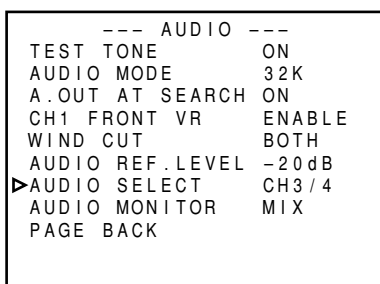 --- AUDIO ---
TEST TONE ON
AUDIO MODE 32K
A.OUT AT SEARCH ON
CH1 FRONT VR ENABLE
WIND CUT BOTH
AUDIO REF.LEVEL –20dB
AUDIO SELECT CH3/4
AUDIO MONITOR MIX
PAGE BACK